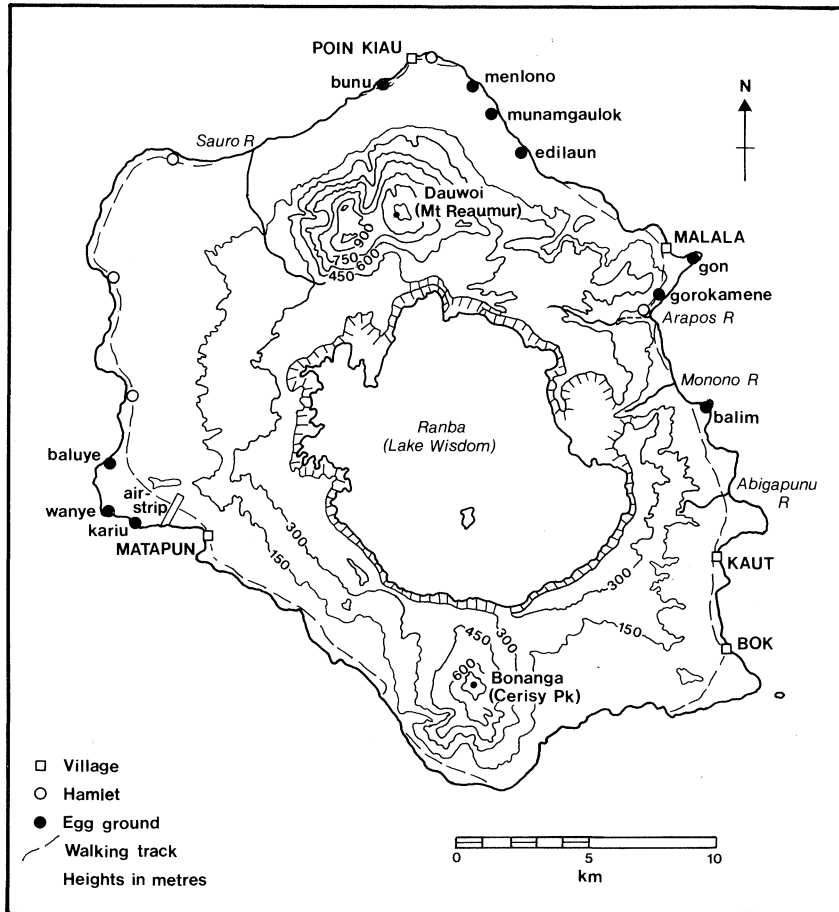 POIN KIAU
bunu
menlono
munamgaulok
edilaun
N
Sauro R
Dauwoi
(Mt Reaumur)
900
750
600
450
MALALA
gon
gorokamene
Arapos R
Monono R
balim
Ranba
(Lake Wisdom)
baluye
air-
strip
wanye
kariu
MATAPUN
Abigapunu
R
KAUT
300
150
300
150
450
300
600
BOK
Bonanga
(Cerisy Pk)
Village
Hamlet
Egg ground
Walking track
Heights in metres
0 5 10
km